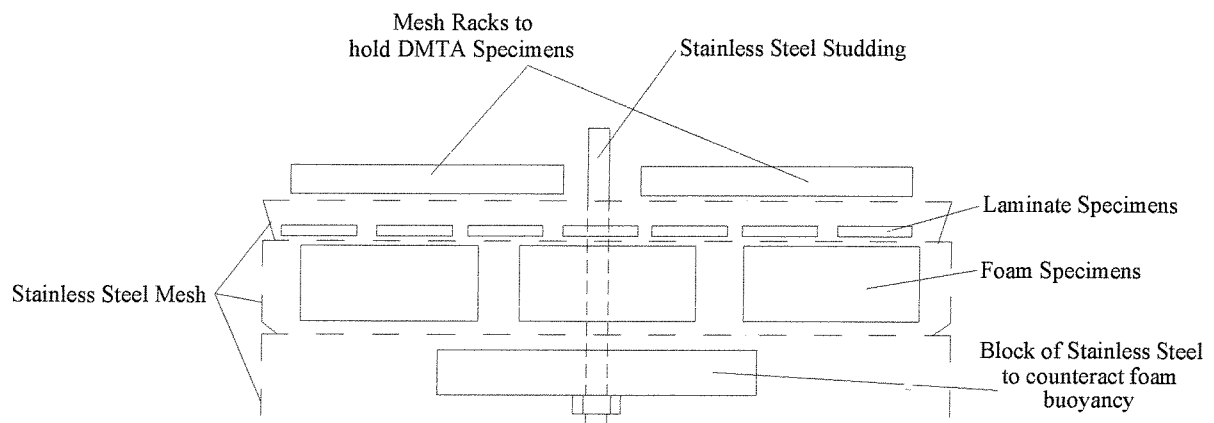 Mesh Racks to
hold DMTA Specimens
Stainless Steel Studding
Laminate Specimens
Foam Specimens
Stainless Steel Mesh
Block of Stainless Steel
to counteract foam
buoyancy